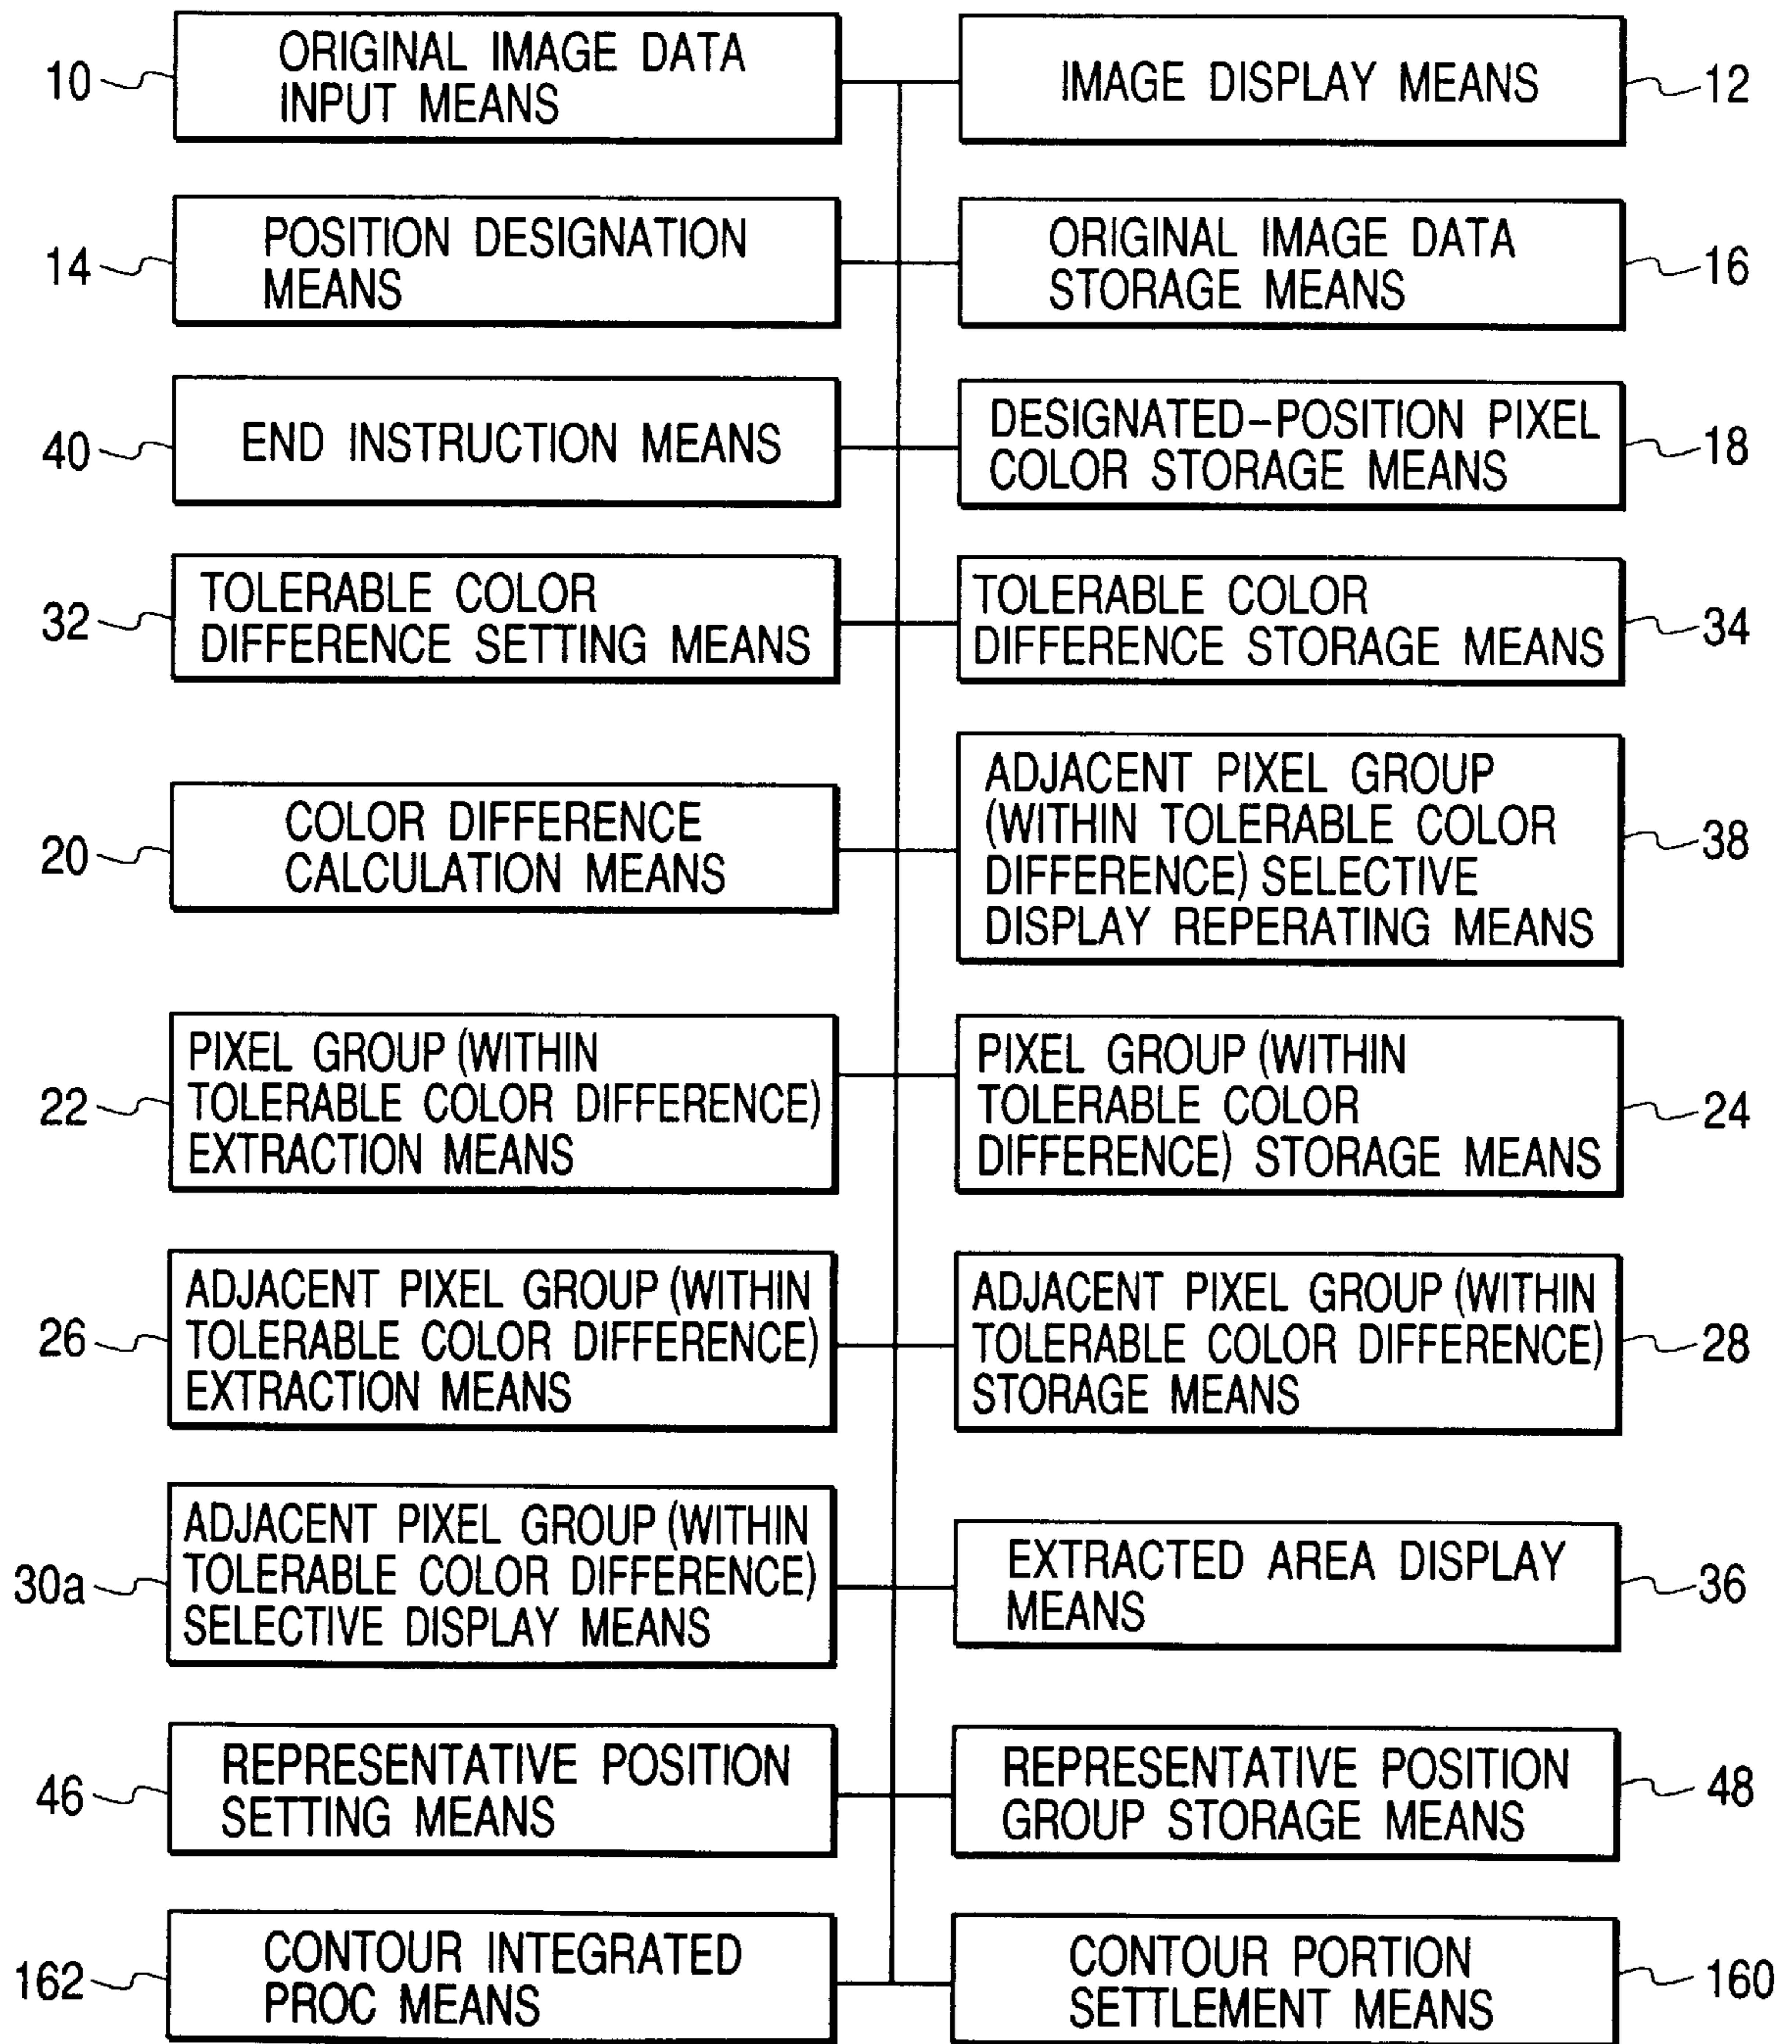 10
ORIGINAL IMAGE DATA
INPUT MEANS
IMAGE DISPLAY MEANS
12
14
POSITION DESIGNATION
MEANS
ORIGINAL IMAGE DATA
STORAGE MEANS
16
40
END INSTRUCTION MEANS
DESIGNATED-POSITION PIXEL
COLOR STORAGE MEANS
18
32
TOLERABLE COLOR
DIFFERENCE SETTING MEANS
TOLERABLE COLOR
DIFFERENCE STORAGE MEANS
34
20
COLOR DIFFERENCE
CALCULATION MEANS
ADJACENT PIXEL GROUP
(WITHIN TOLERABLE COLOR
DIFFERENCE) SELECTIVE
DISPLAY REPERATING MEANS
38
22
PIXEL GROUP (WITHIN
TOLERABLE COLOR DIFFERENCE)
EXTRACTION MEANS
PIXEL GROUP (WITHIN
TOLERABLE COLOR
DIFFERENCE) STORAGE MEANS
24
26
ADJACENT PIXEL GROUP (WITHIN
TOLERABLE COLOR DIFFERENCE)
EXTRACTION MEANS
ADJACENT PIXEL GROUP (WITHIN
TOLERABLE COLOR DIFFERENCE)
STORAGE MEANS
28
30a
ADJACENT PIXEL GROUP (WITHIN
TOLERABLE COLOR DIFFERENCE)
SELECTIVE DISPLAY MEANS
EXTRACTED AREA DISPLAY
MEANS
36
46
REPRESENTATIVE POSITION
SETTING MEANS
REPRESENTATIVE POSITION
GROUP STORAGE MEANS
48
162
CONTOUR INTEGRATED
PROC MEANS
CONTOUR PORTION
SETTLEMENT MEANS
160